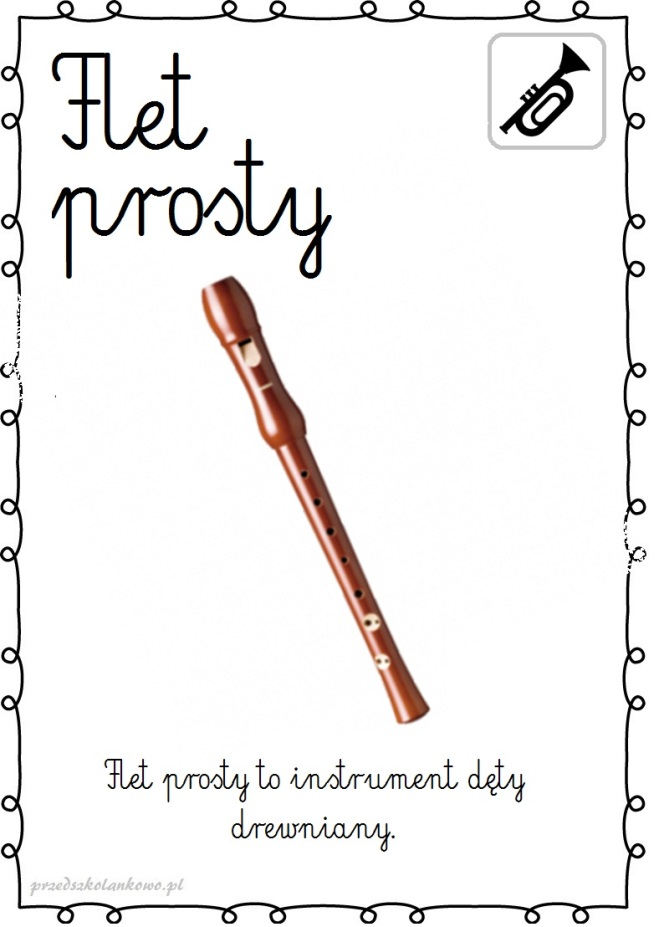 Flet
prosty
Flet prosty to instrument dęty
drewniany.
przedszkolankowo.pl